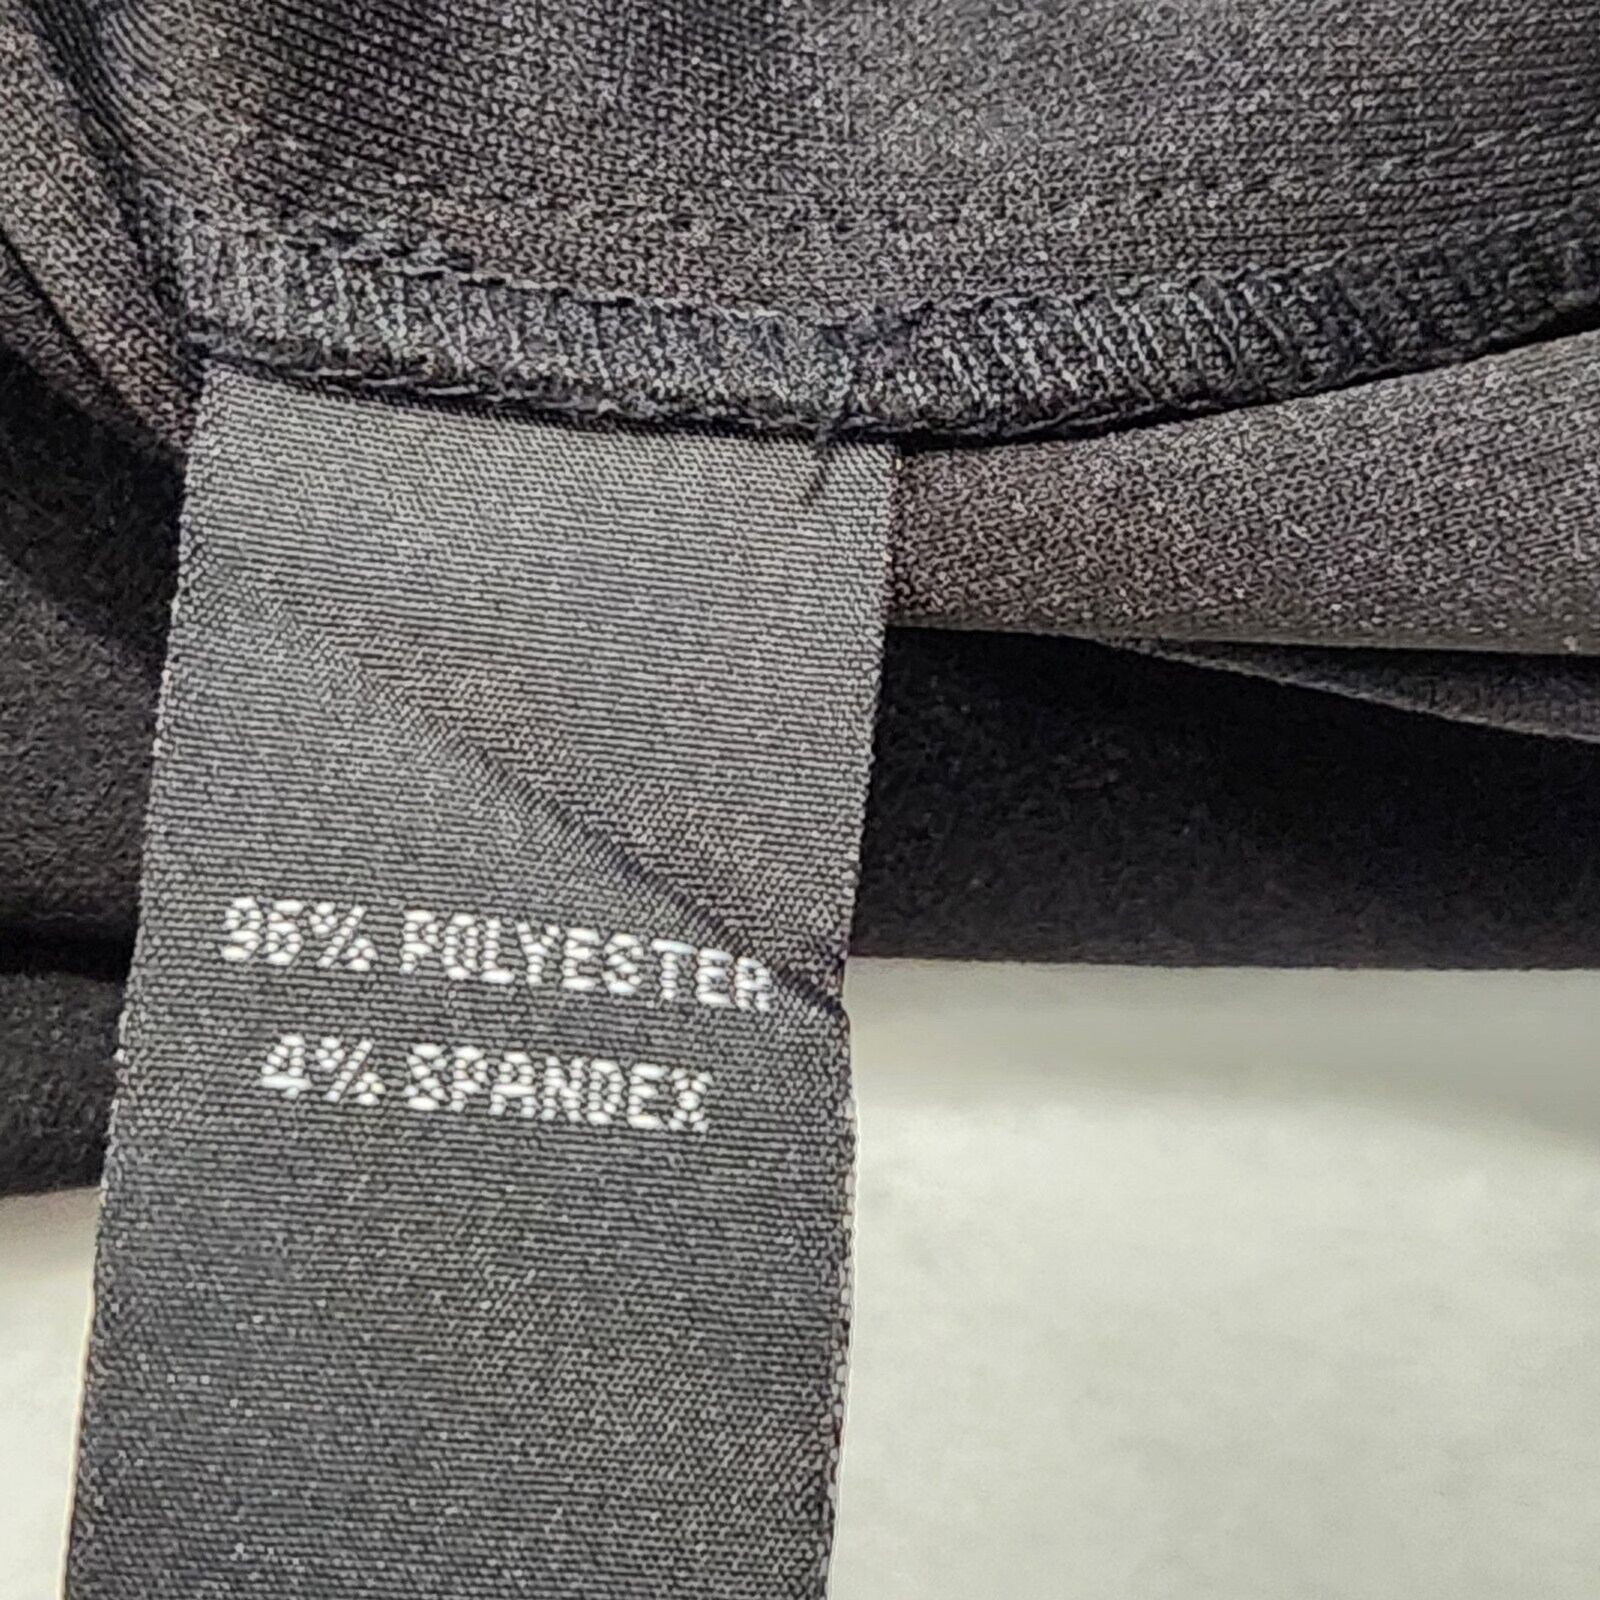 96% POLYESTER
4% SPANDEX